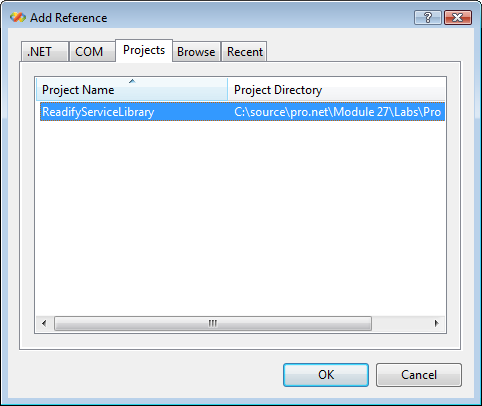 Add Reference
.NET COM Projects Browse Recent
Project Name Project Directory
ReadifyServiceLibrary C:\source\pro.net\Module 27\Labs\Pro
OK Cancel